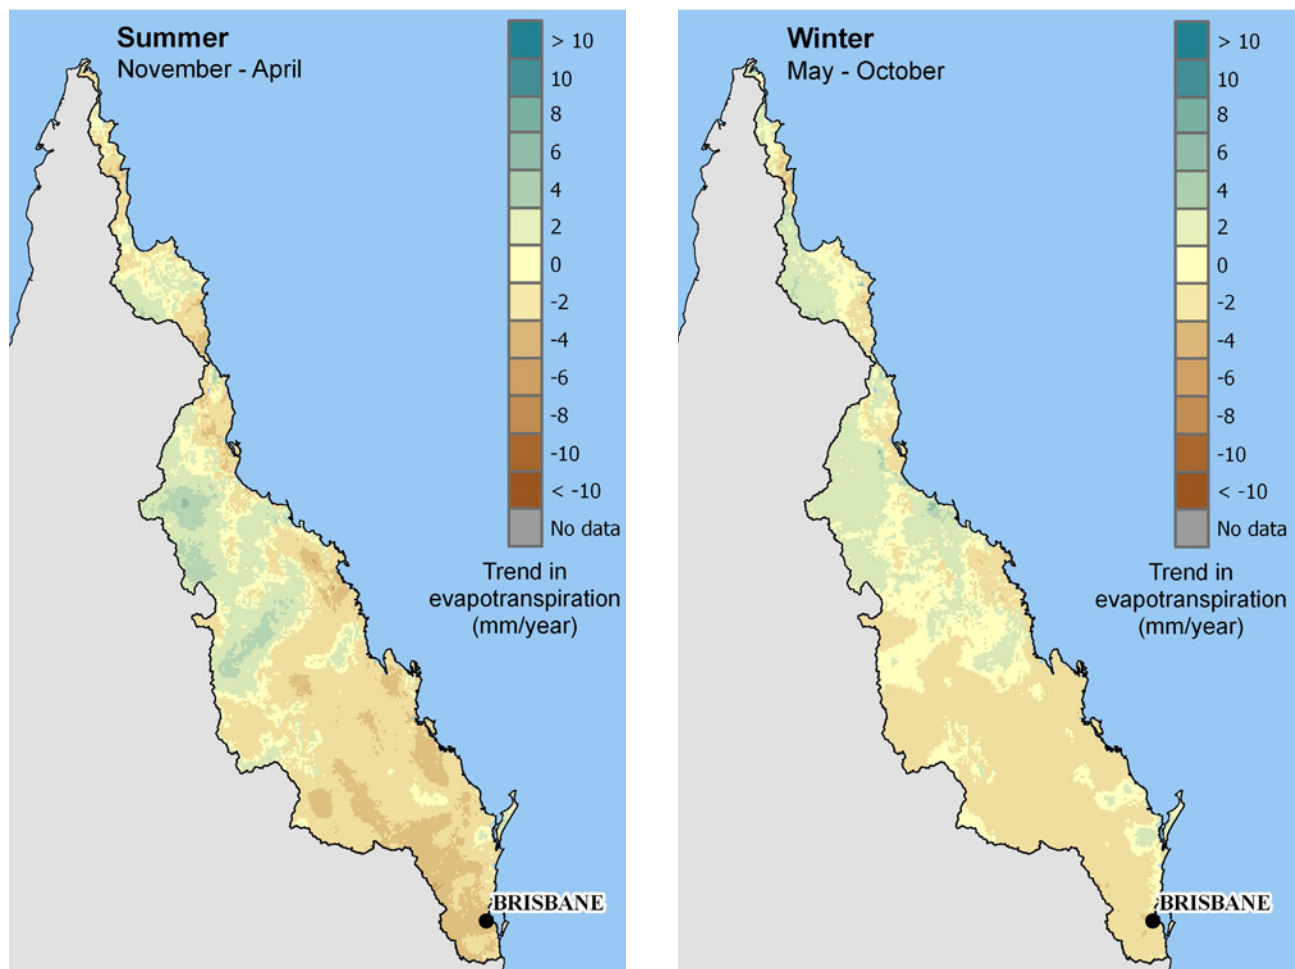 Summer
November - April
> 10
10
8
6
4
2
0
-2
-4
-6
-8
-10
< -10
No data
Trend in
evapotranspiration
(mm/year)
BRISBANE
Winter
May - October
> 10
10
8
6
4
2
0
-2
-4
-6
-8
-10
< -10
No data
Trend in
evapotranspiration
(mm/year)
BRISBANE